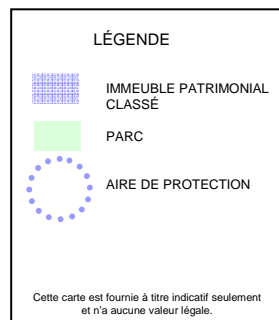 LÉGENDE
IMMEUBLE PATRIMONIAL
CLASSÉ
PARC
AIRE DE PROTECTION
Cette carte est fournie à titre indicatif seulement
et n'a aucune valeur légale.